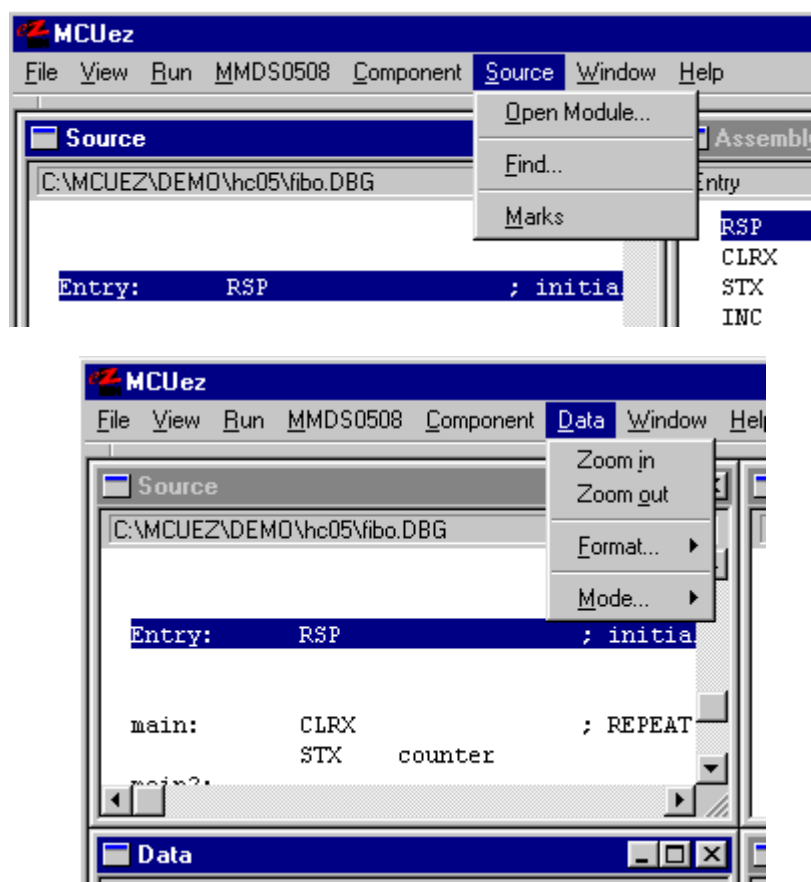 eZ MCUez
File View Run MMDS0508 Component Source Window Help
Open Module...
Find...
Marks
Source
C:\MCUEZ\DEMO\hc05\fibo.DBG
Entry: RSP ; initia
Assembly
Entry
RSP
CLRX
STX
INC
eZ MCUez
File View Run MMDS0508 Component Data Window Help
Zoom in
Zoom out
Format...
Mode...
Source
C:\MCUEZ\DEMO\hc05\fibo.DBG
Entry: RSP ; initia
main: CLRX ; REPEAT
STX counter
main2:
Data